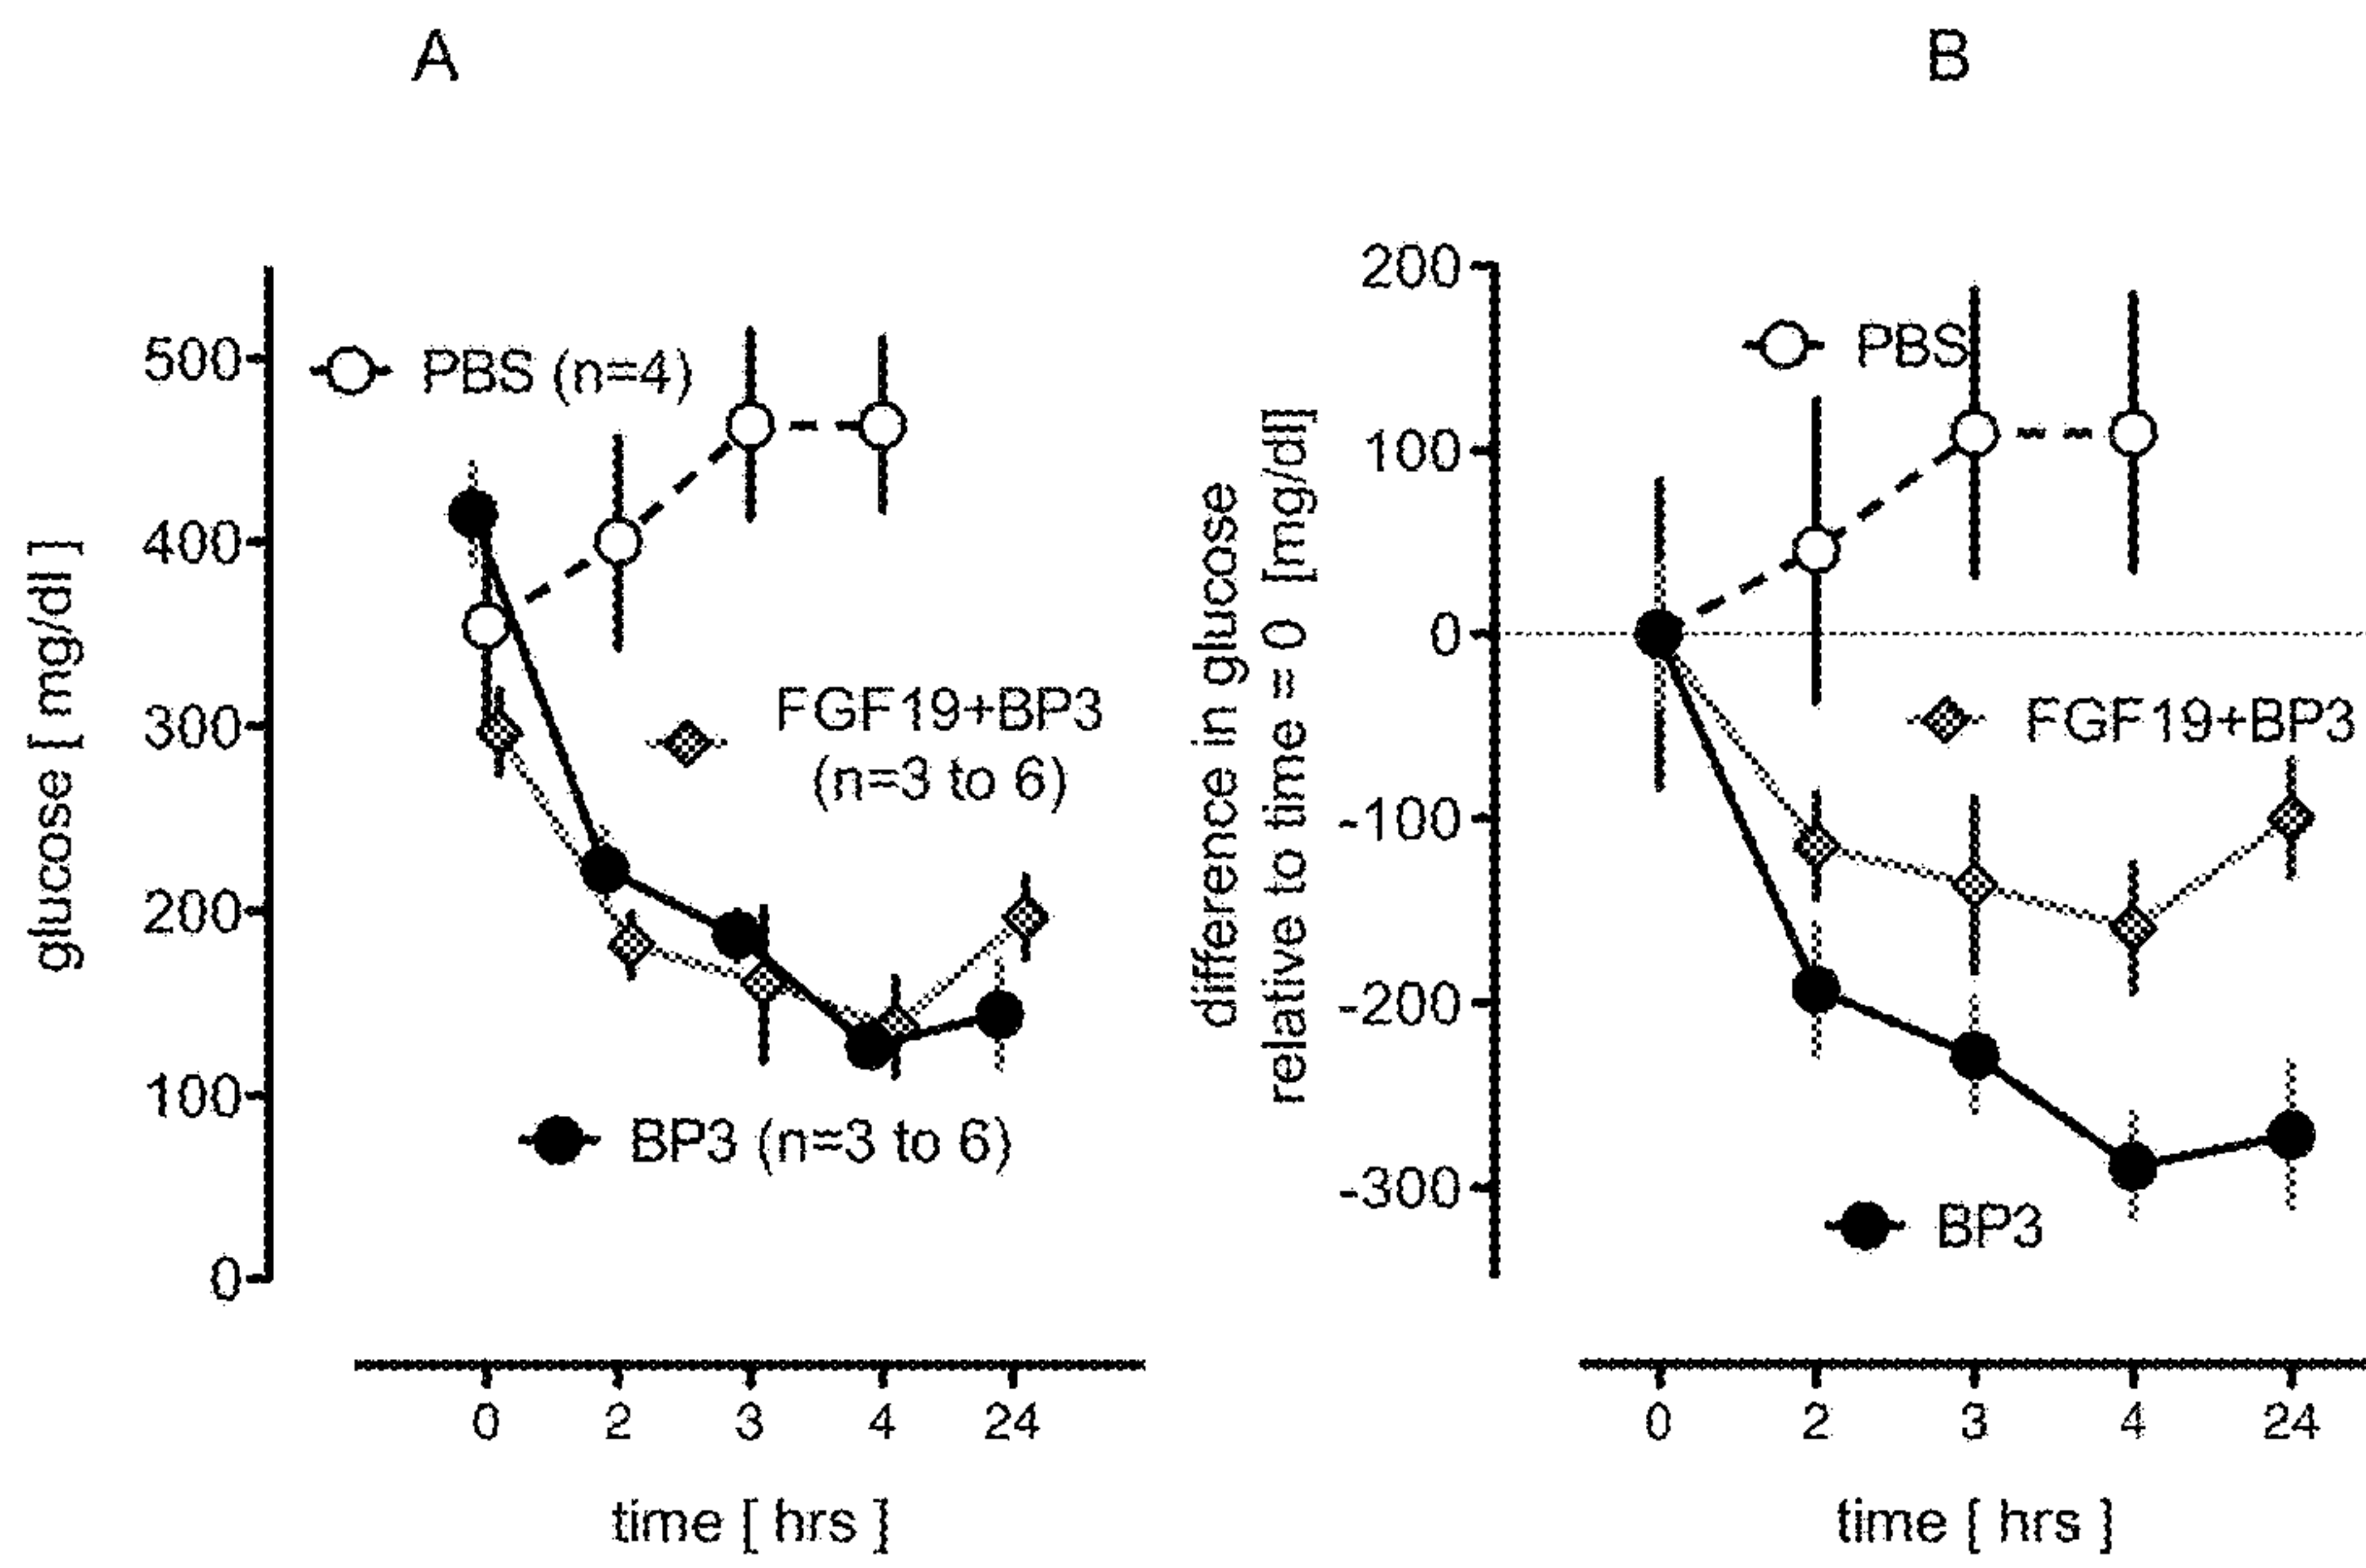 A
glucose [ mg/dl ]
500
400
300
200
100
0
PBS (n=4)
FGF19+BP3
(n=3 to 6)
BP3 (n=3 to 6)
0 2 3 4 24
time [ hrs ]
B
difference in glucose
relative to time = 0 [mg/dl]
200
100
0
-100
-200
-300
PBS
FGF19+BP3
BP3
0 2 3 4 24
time [ hrs ]